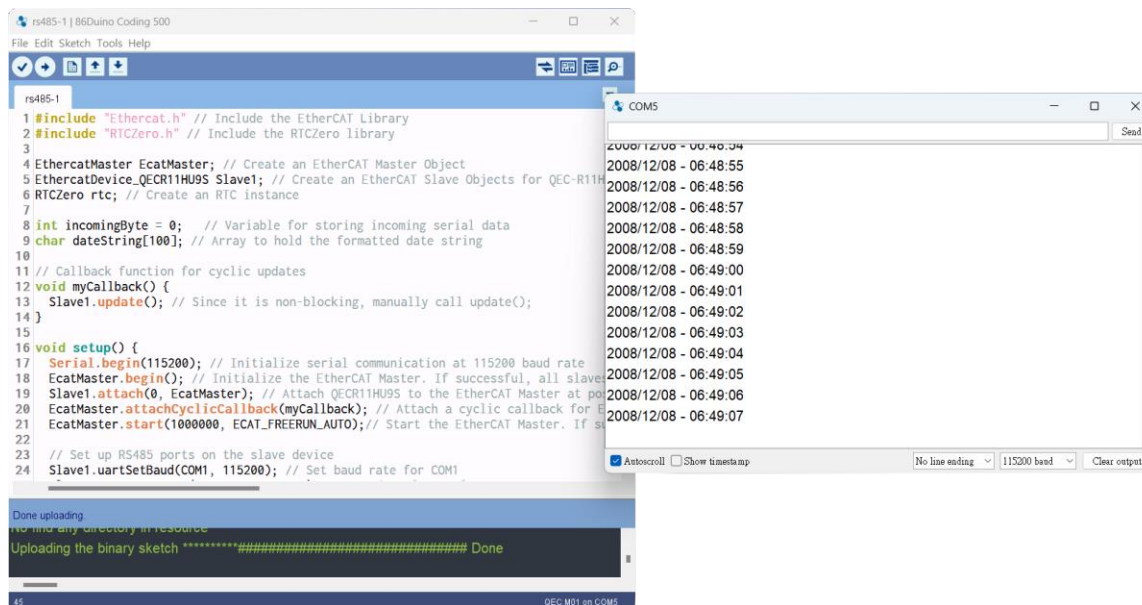 rs485-1 | 86Duino Coding 500
File Edit Sketch Tools Help
rs485-1
1 #include "Ethercat.h" // Include the EtherCAT Library
2 #include "RTCZero.h" // Include the RTCZero library
3
4 EthercatMaster EcatMaster; // Create an EtherCAT Master Object
5 EthercatDevice_QECR11HU9S Slave1; // Create an EtherCAT Slave Objects for QEC-R11H
6 RTCZero rtc; // Create an RTC instance
7
8 int incomingByte = 0;   // Variable for storing incoming serial data
9 char dateString[100]; // Array to hold the formatted date string
10
11 // Callback function for cyclic updates
12 void myCallback() {
13   Slave1.update(); // Since it is non-blocking, manually call update();
14 }
15
16 void setup() {
17   Serial.begin(115200); // Initialize serial communication at 115200 baud rate
18   EcatMaster.begin(); // Initialize the EtherCAT Master. If successful, all slaves
19   Slave1.attach(0, EcatMaster); // Attach QECR11HU9S to the EtherCAT Master at po
20   EcatMaster.attachCyclicCallback(myCallback); // Attach a cyclic callback for E
21   EcatMaster.start(1000000, ECAT_FREERUN_AUTO);// Start the EtherCAT Master. If su
22
23   // Set up RS485 ports on the slave device
24   Slave1.uartSetBaud(COM1, 115200); // Set baud rate for COM1
Done uploading.
No find any directory in resource
Uploading the binary sketch **********############################## Done
45
QEC M01 on COM5
COM5
Send
2008/12/08 - 06:48:54
2008/12/08 - 06:48:55
2008/12/08 - 06:48:56
2008/12/08 - 06:48:57
2008/12/08 - 06:48:58
2008/12/08 - 06:48:59
2008/12/08 - 06:49:00
2008/12/08 - 06:49:01
2008/12/08 - 06:49:02
2008/12/08 - 06:49:03
2008/12/08 - 06:49:04
2008/12/08 - 06:49:05
2008/12/08 - 06:49:06
2008/12/08 - 06:49:07
Autoscroll Show timestamp
No line ending
115200 baud
Clear output